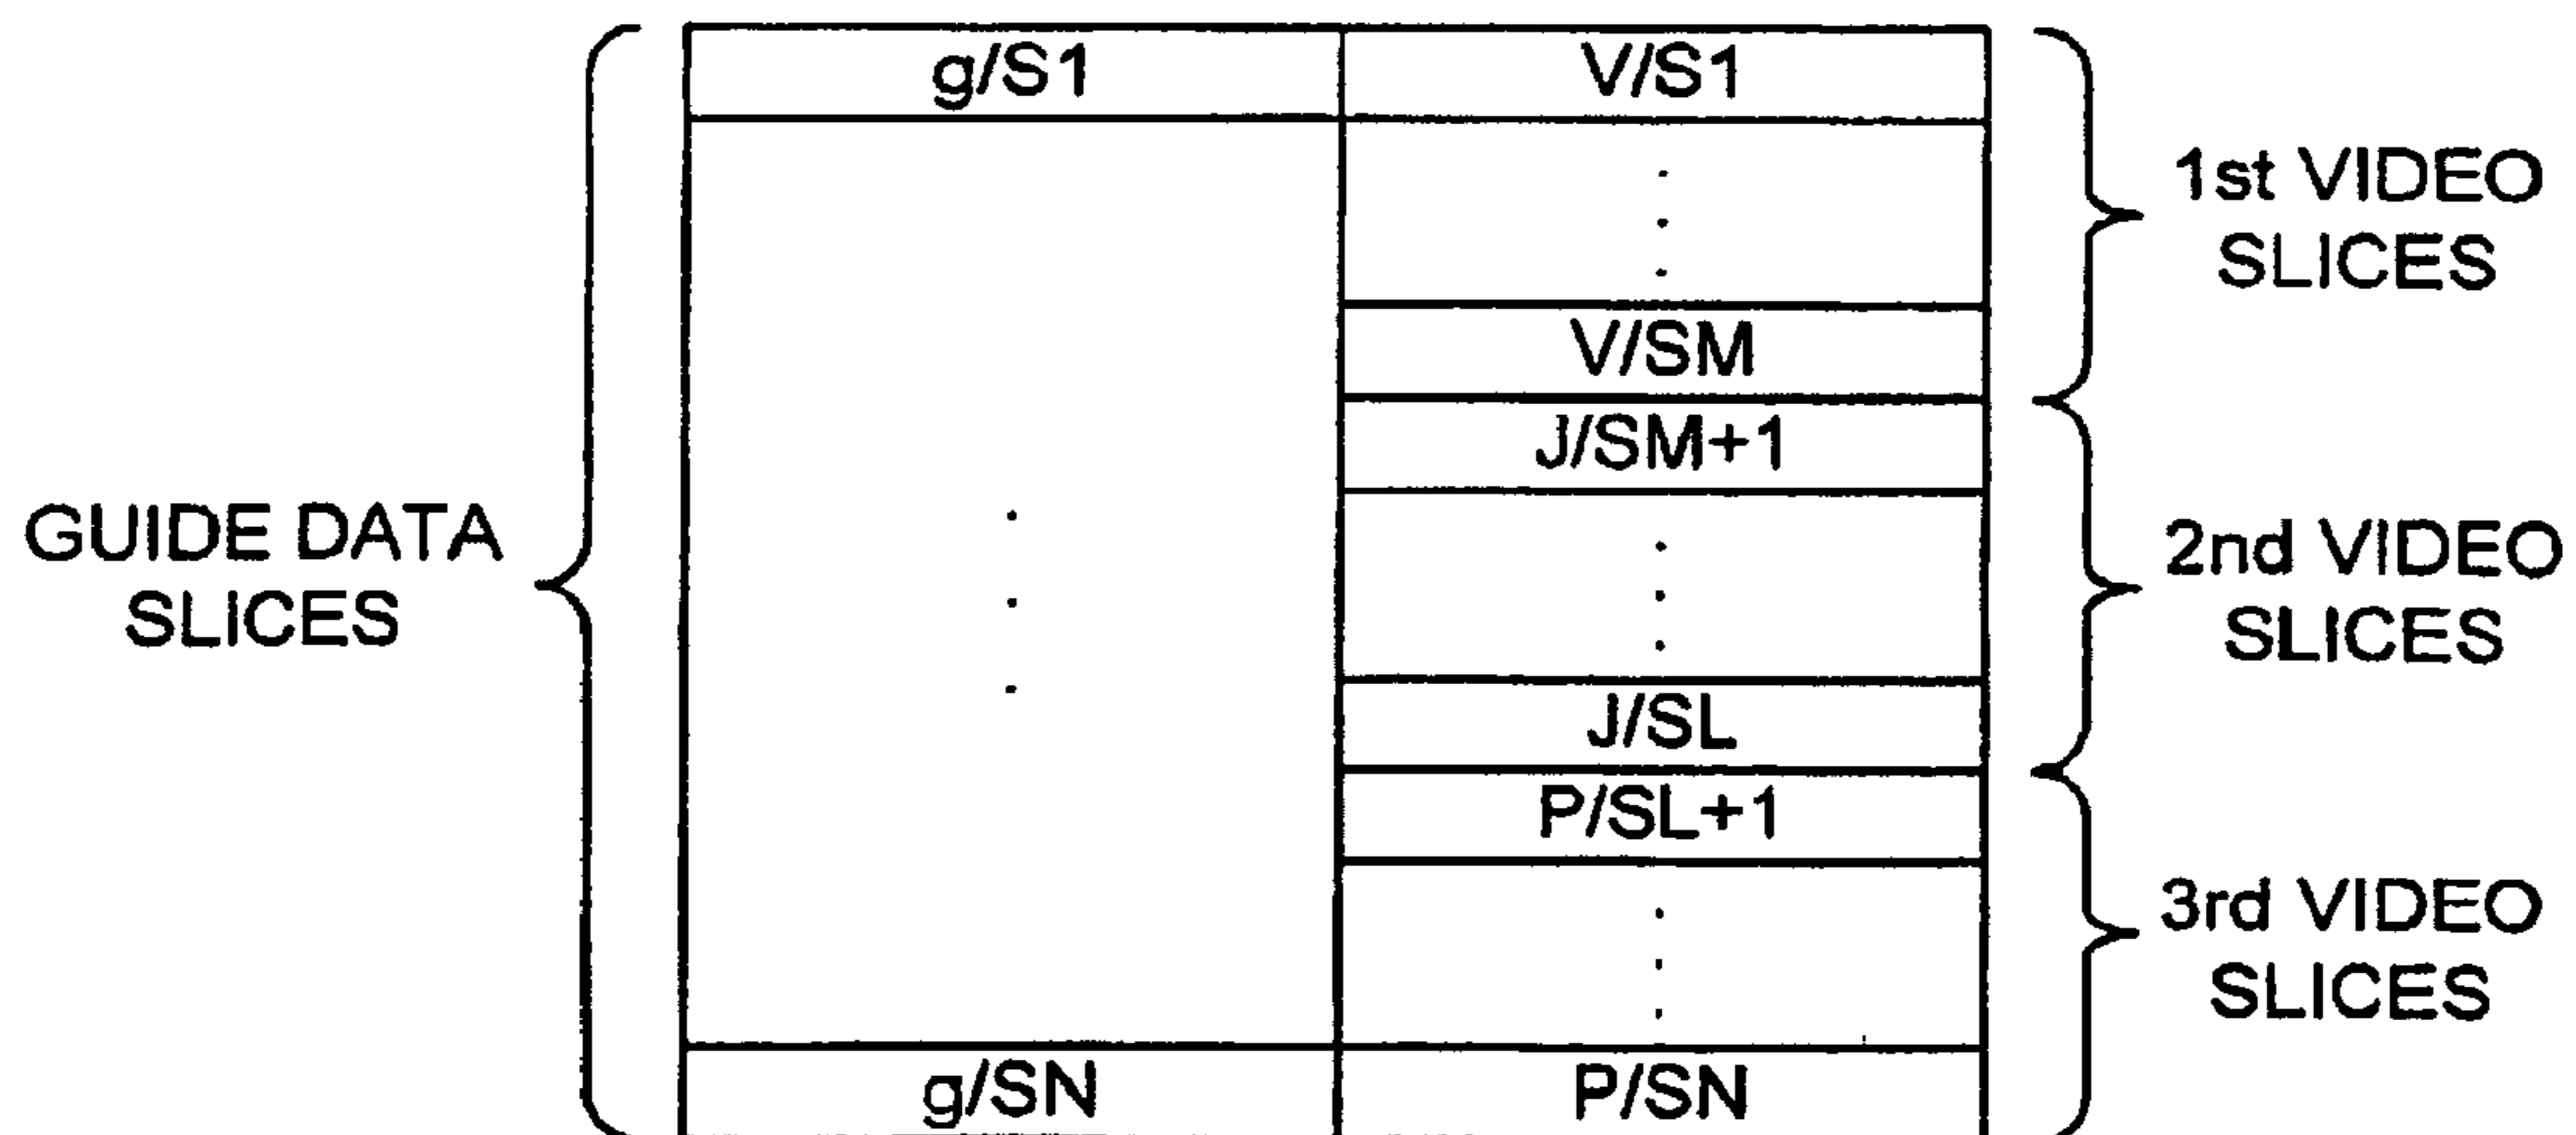 g/S1 V/S1
1st VIDEO
SLICES
V/SM
J/SM+1
GUIDE DATA
SLICES
2nd VIDEO
SLICES
J/SL
P/SL+1
3rd VIDEO
SLICES
g/SN P/SN